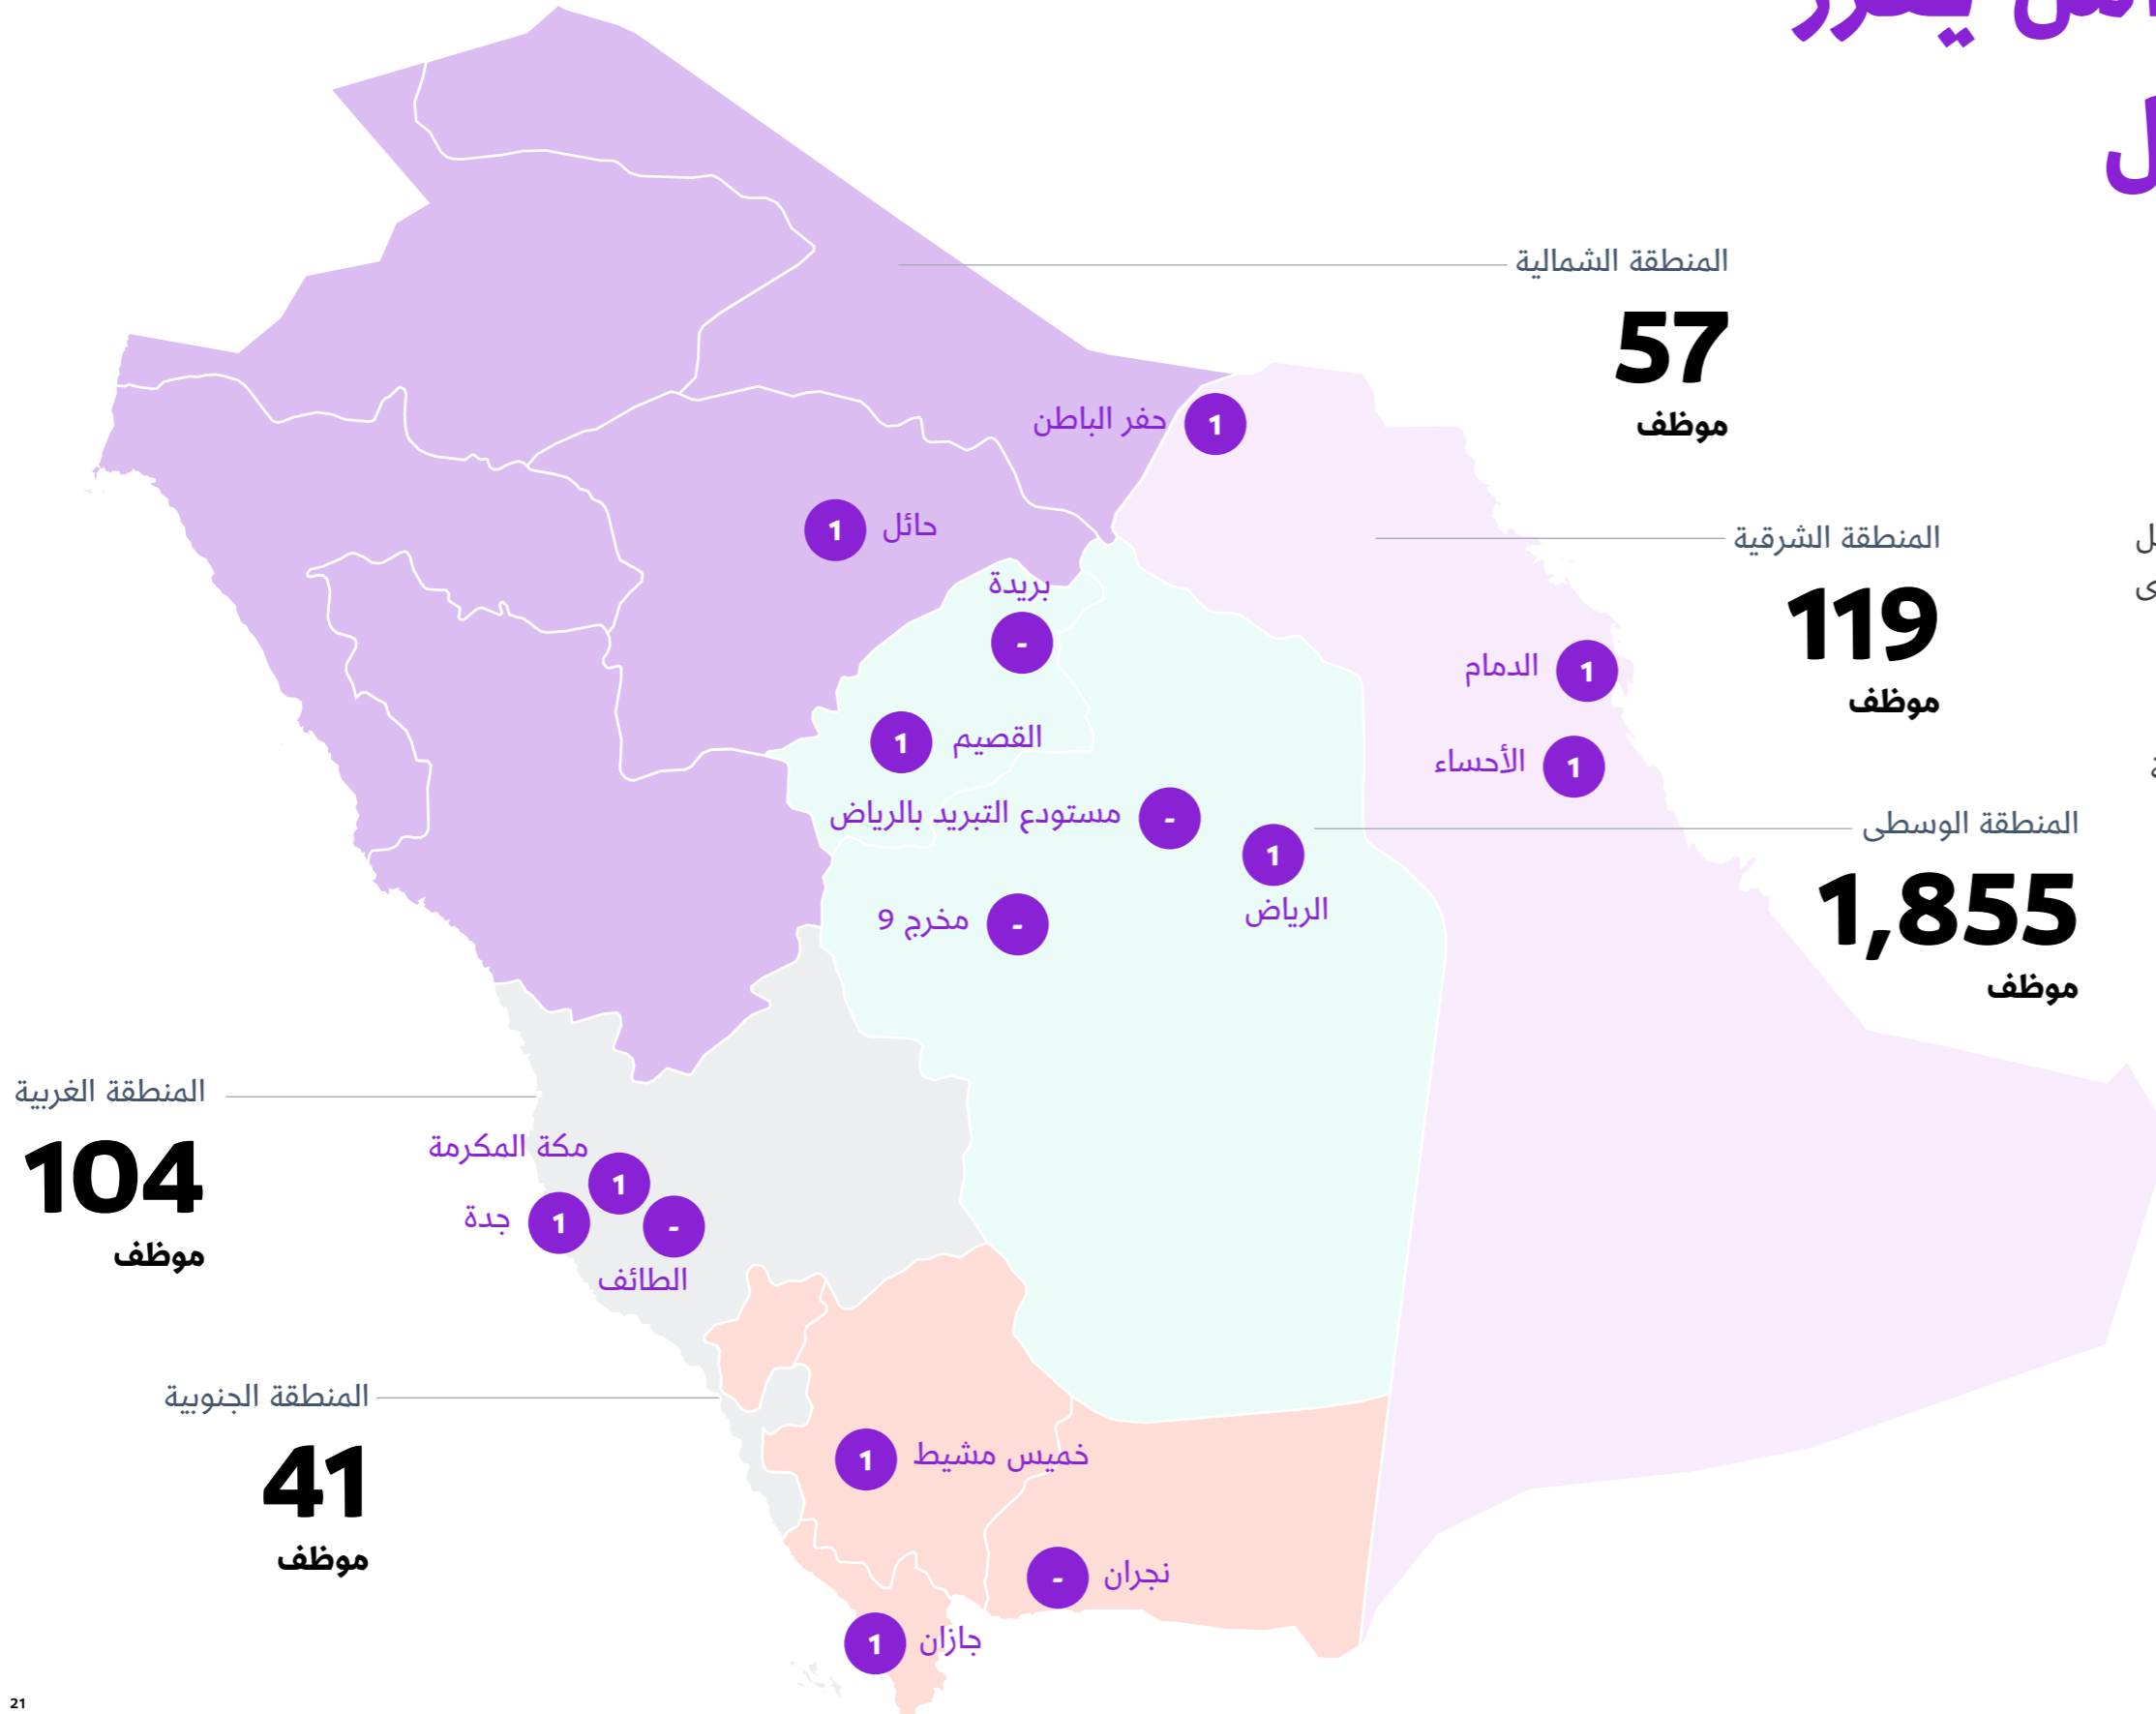 يعزز
المنطقة الشمالية
57
موظف
حفر الباطن
1
حائل
1
المنطقة الشرقية
119
موظف
بريدة
-
الدمام
1
القصيم
1
الأحساء
1
مستودع التبريد بالرياض
-
المنطقة الوسطى
1,855
موظف
1
الرياض
مخرج 9
-
المنطقة الغربية
104
موظف
مكة المكرمة
1
جدة
1
-
الطائف
المنطقة الجنوبية
41
موظف
خميس مشيط
1
نجران
-
جازان
1
21